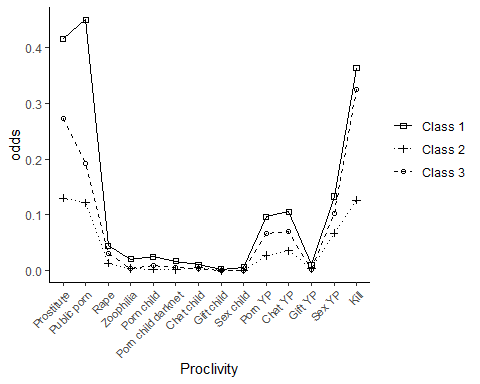 0.4
0.3
0.2
0.1
0.0
odds
Prostitute
Public porn
Rape
Zoophilia
Porn child
Porn child darknet
Chat child
Gift child
Sex child
Porn YP
Chat YP
Gift YP
Sex YP
Kill
Proclivity
Class 1
Class 2
Class 3